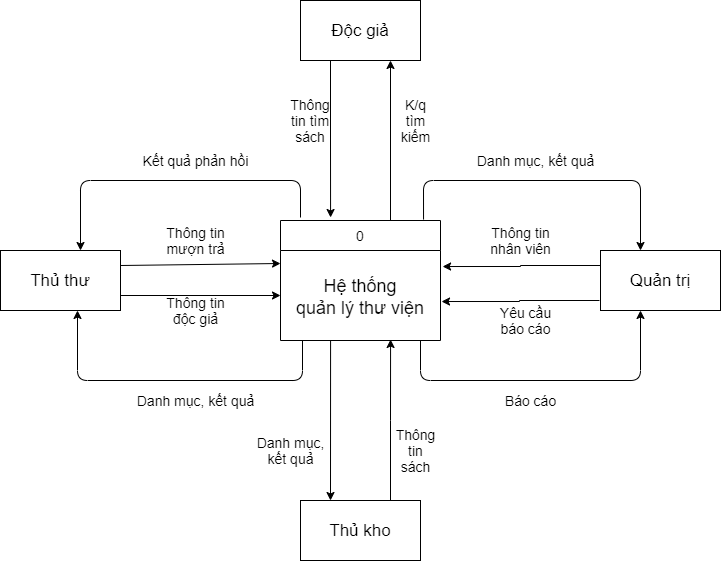 Độc giả
Thông
tin tìm
sách
K/q
tìm
kiếm
Kết quả phản hồi
Danh mục, kết quả
Thông tin
mượn trả
0
Thông tin
nhân viên
Thủ thư
Hệ thống
quản lý thư viện
Quản trị
Thông tin
độc giả
Yêu cầu
báo cáo
Danh mục, kết quả
Báo cáo
Danh mục,
kết quả
Thông
tin
sách
Thủ kho